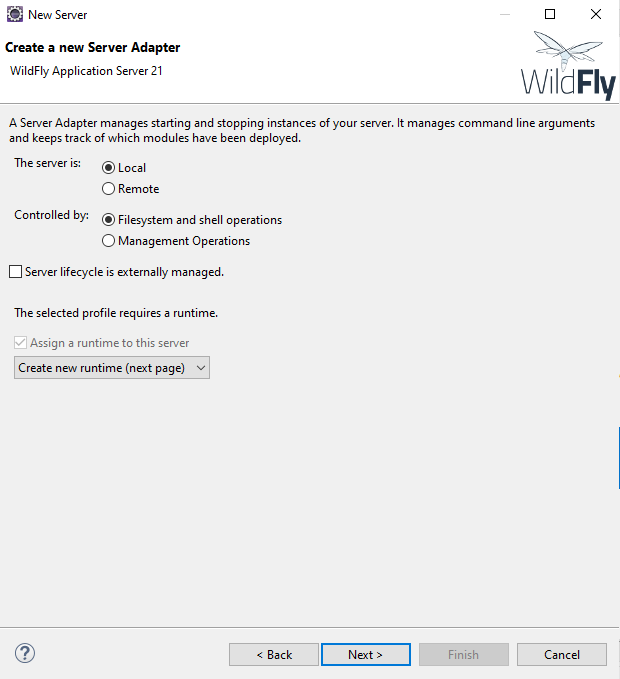 New Server
Create a new Server Adapter
WildFly Application Server 21
WildFly
A Server Adapter manages starting and stopping instances of your server. It manages command line arguments
and keeps track of which modules have been deployed.
The server is:
Local
Remote
Controlled by:
Filesystem and shell operations
Management Operations
Server lifecycle is externally managed.
The selected profile requires a runtime.
Assign a runtime to this server
Create new runtime (next page)
?
< Back
Next >
Finish
Cancel